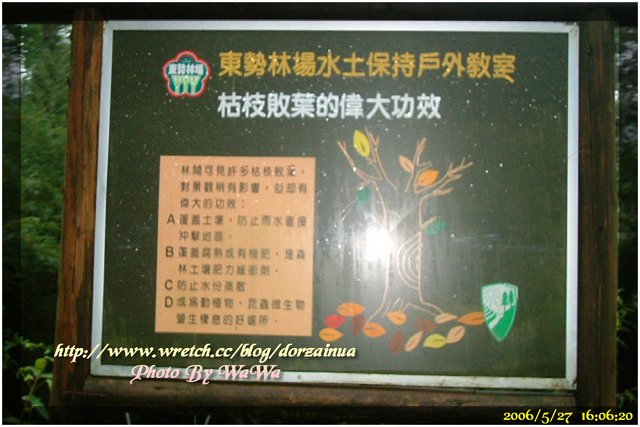 東勢林場
東勢林場水土保持戶外教室
枯枝敗葉的偉大功效
林間可見許多枯枝敗葉，
對景觀稍有影響，但卻有
偉大的功效：
A 覆蓋土壤，防止雨水直接
沖擊地面。
B 覆蓋腐熟成有機肥，是森
林土壤肥力緩衝劑。
C 防止水份蒸散
D 成為動植物，昆蟲微生物
營生棲息的好場所。
http://www.wretch.cc/blog/dorzainua
Photo By WaWa
2006/5/27 16:06:20